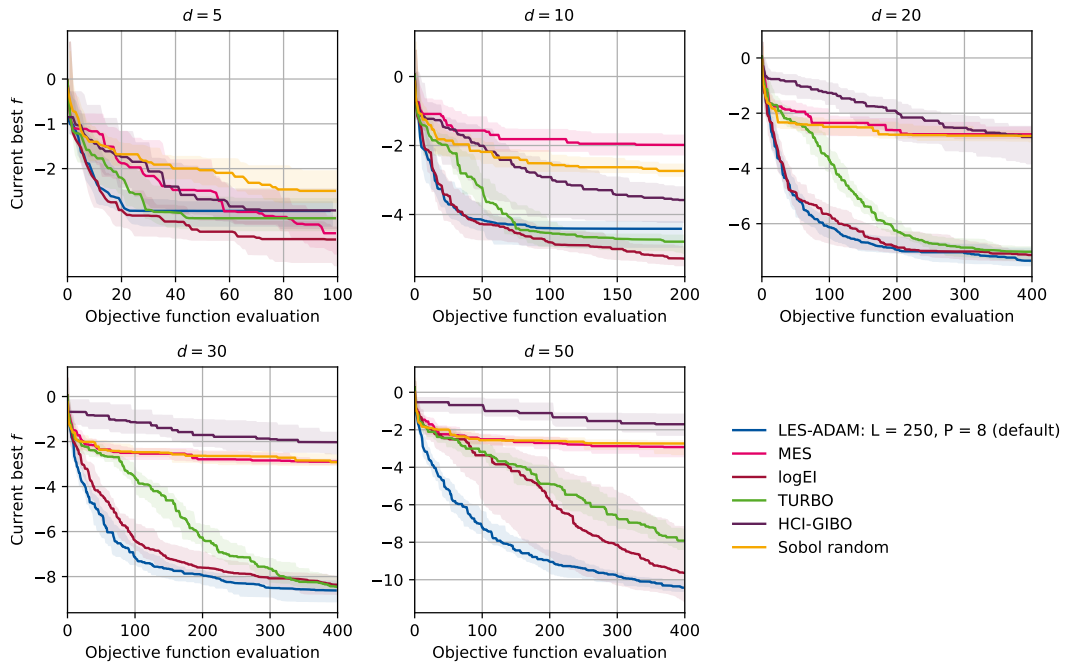 d = 5
d = 10
d = 20
Current best f
0
−1
−2
0 20 40 60 80 100
Objective function evaluation
0
−2
−4
0 50 100 150 200
Objective function evaluation
0
−2
−4
−6
0 100 200 300 400
Objective function evaluation
d = 30
d = 50
Current best f
0
−2
−4
−6
−8
0 100 200 300 400
Objective function evaluation
0
−2
−4
−6
−8
−10
0 100 200 300 400
Objective function evaluation
LES-ADAM: L = 250, P = 8 (default)
MES
logEI
TURBO
HCI-GIBO
Sobol random